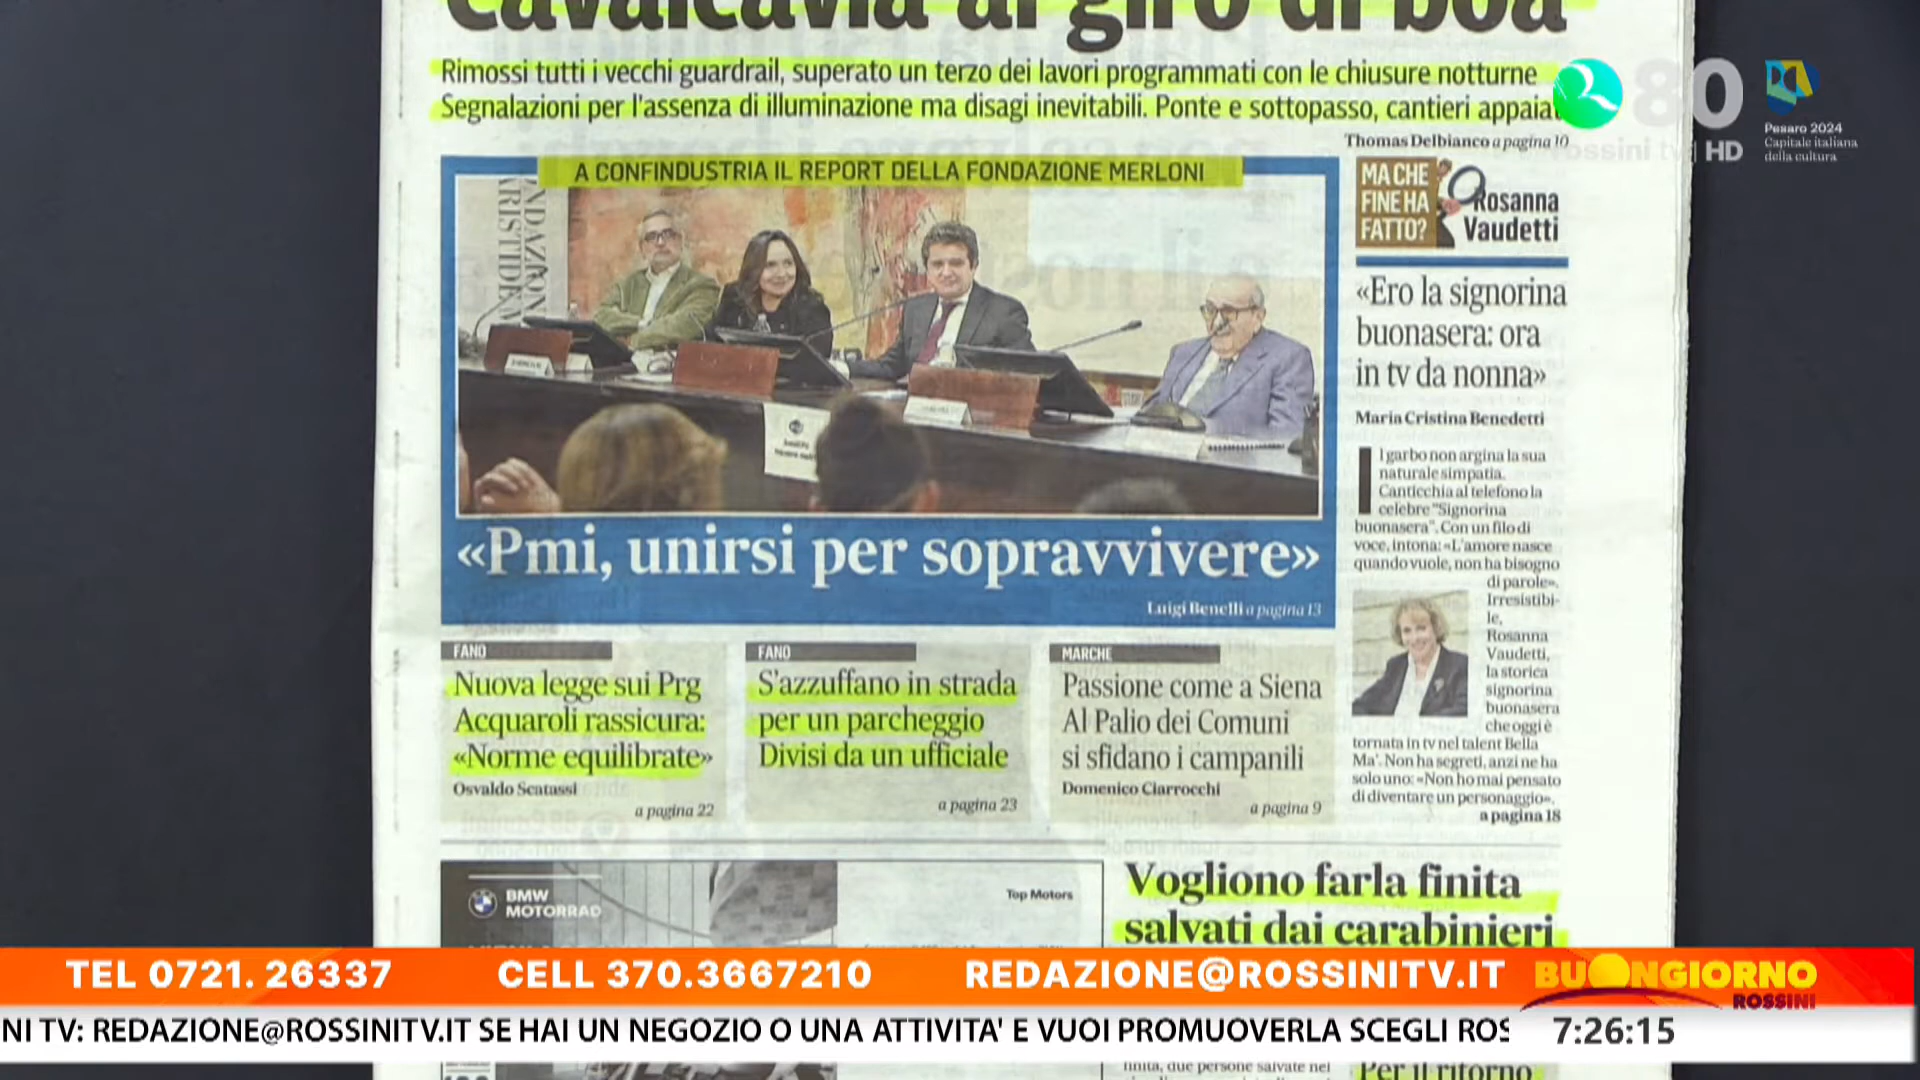 Cavalcavia al giro di boa
Rimossi tutti i vecchi guardrail, superato un terzo dei lavori programmati con le chiusure notturne
Segnalazioni per l'assenza di illuminazione ma disagi inevitabili. Ponte e sottopasso, cantieri appaiat
Thomas Delbianco a pagina 10
80
rossini tv HD
Pesaro 2024
Capitale italiana
della cultura
A CONFINDUSTRIA IL REPORT DELLA FONDAZIONE MERLONI
«Pmi, unirsi per sopravvivere»
Luigi Benelli a pagina 13
MA CHE
FINE HA
FATTO?
Rosanna
Vaudetti
«Ero la signorina
buonasera: ora
in tv da nonna»
Maria Cristina Benedetti
Il garbo non argina la sua
naturale simpatia.
Canticchia al telefono la
celebre "Signorina
buonasera". Con un filo di
voce, intona: «L'amore nasce
quando vuole, non ha bisogno
di parole».
Irresistibi-
le,
Rosanna
Vaudetti,
la storica
signorina
buonasera
che oggi è
tornata in tv nel talent Bella
Ma'. Non ha segreti, anzi ne ha
solo uno: «Non ho mai pensato
di diventare un personaggio».
a pagina 18
FANO
Nuova legge sui Prg
Acquaroli rassicura:
«Norme equilibrate»
Osvaldo Scatassi
a pagina 22
FANO
S'azzuffano in strada
per un parcheggio
Divisi da un ufficiale
a pagina 23
MARCHE
Passione come a Siena
Al Palio dei Comuni
si sfidano i campanili
Domenico Ciarrocchi
a pagina 9
BMW
MOTORRAD
Top Motors
Vogliono farla finita
salvati dai carabinieri
TEL 0721. 26337 CELL 370.3667210 REDAZIONE@ROSSINITV.IT BUONGIORNO
ROSSINI
NI TV: REDAZIONE@ROSSINITV.IT SE HAI UN NEGOZIO O UNA ATTIVITA' E VUOI PROMUOVERLA SCEGLI ROS 7:26:15
finita, due persone salvate nel
Per il ritorno